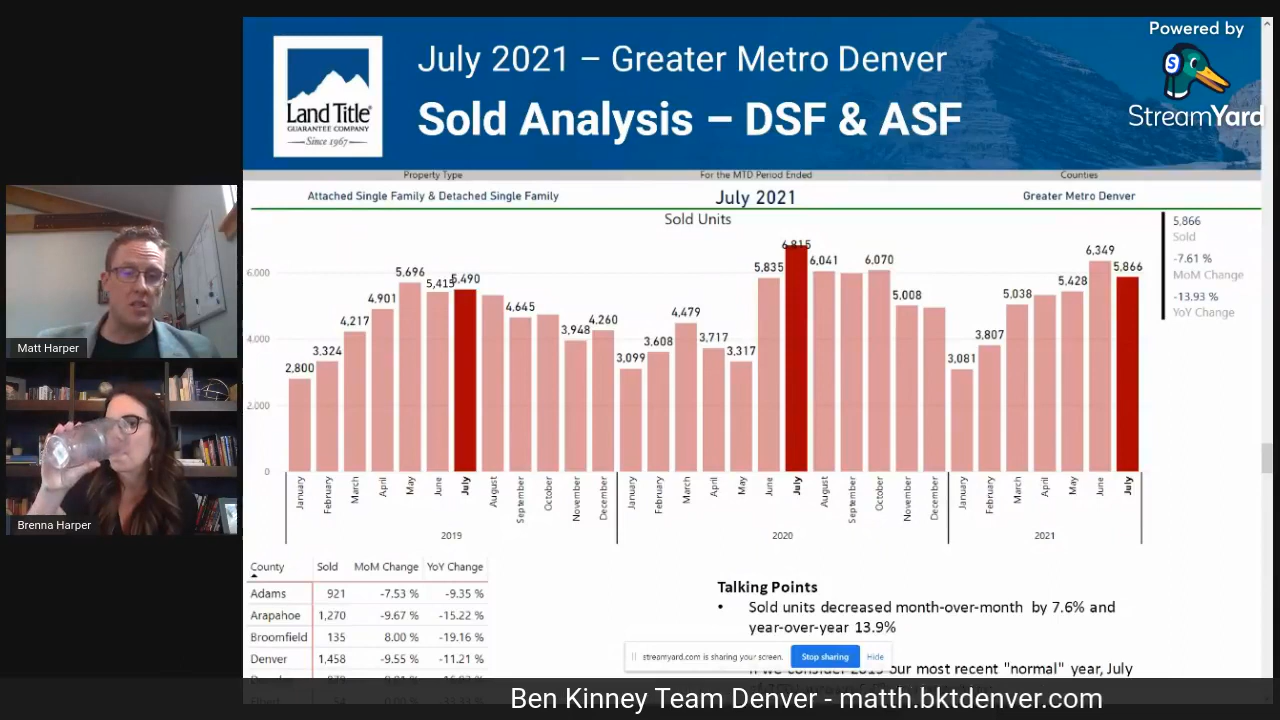 July 2021 – Greater Metro Denver
Sold Analysis – DSF & ASF
Land Title®
GUARANTEE COMPANY
Since 1967
Powered by
S
StreamYard
Property Type
For the MTD Period Ended
Counties
Attached Single Family & Detached Single Family
July 2021
Greater Metro Denver
Sold Units
5,866
Sold
-7.61 %
MoM Change
-13.93 %
YoY Change
6,000
4,000
2,000
0
2,800
3,324
4,217
4,901
5,696
5,415
5,490
4,645
3,948
4,260
3,099
3,608
4,479
3,717
3,317
5,835
6,815
6,041
6,070
5,008
3,081
3,807
5,038
5,428
6,349
5,866
January
February
March
April
May
June
July
August
September
October
November
December
January
February
March
April
May
June
July
August
September
October
November
December
January
February
March
April
May
June
July
2019
2020
2021
Matt Harper
Brenna Harper
County Sold MoM Change YoY Change
Adams 921 -7.53 % -9.35 %
Arapahoe 1,270 -9.67 % -15.22 %
Broomfield 135 8.00 % -19.16 %
Denver 1,458 -9.55 % -11.21 %
Talking Points
• Sold units decreased month-over-month by 7.6% and
year-over-year 13.9%
streamyard.com is sharing your screen. Stop sharing Hide
our most recent "normal" year, July
Ben Kinney Team Denver - matth.bktdenver.com